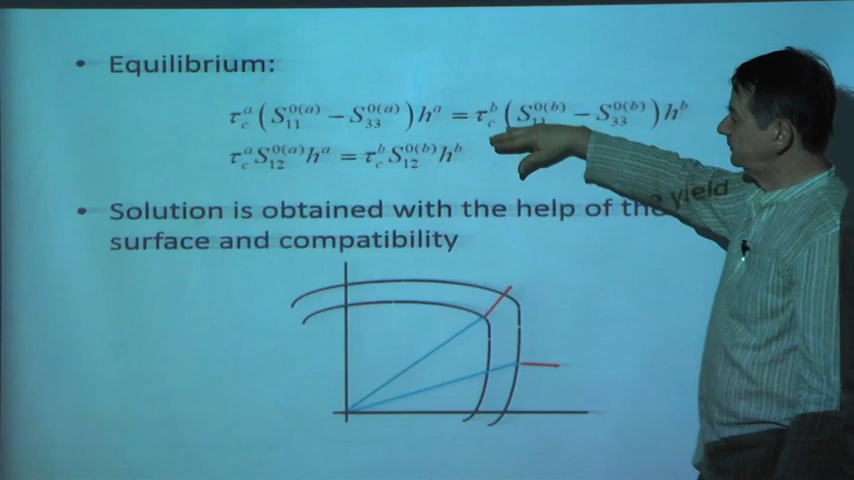 • Equilibrium:
τ_c^a (S_11^0(a) − S_33^0(a)) h^a = τ_c^b (S_11^0(b) − S_33^0(b)) h^b
τ_c^a S_12^0(a) h^a = τ_c^b S_12^0(b) h^b
• Solution is obtained with the help of the yield
surface and compatibility